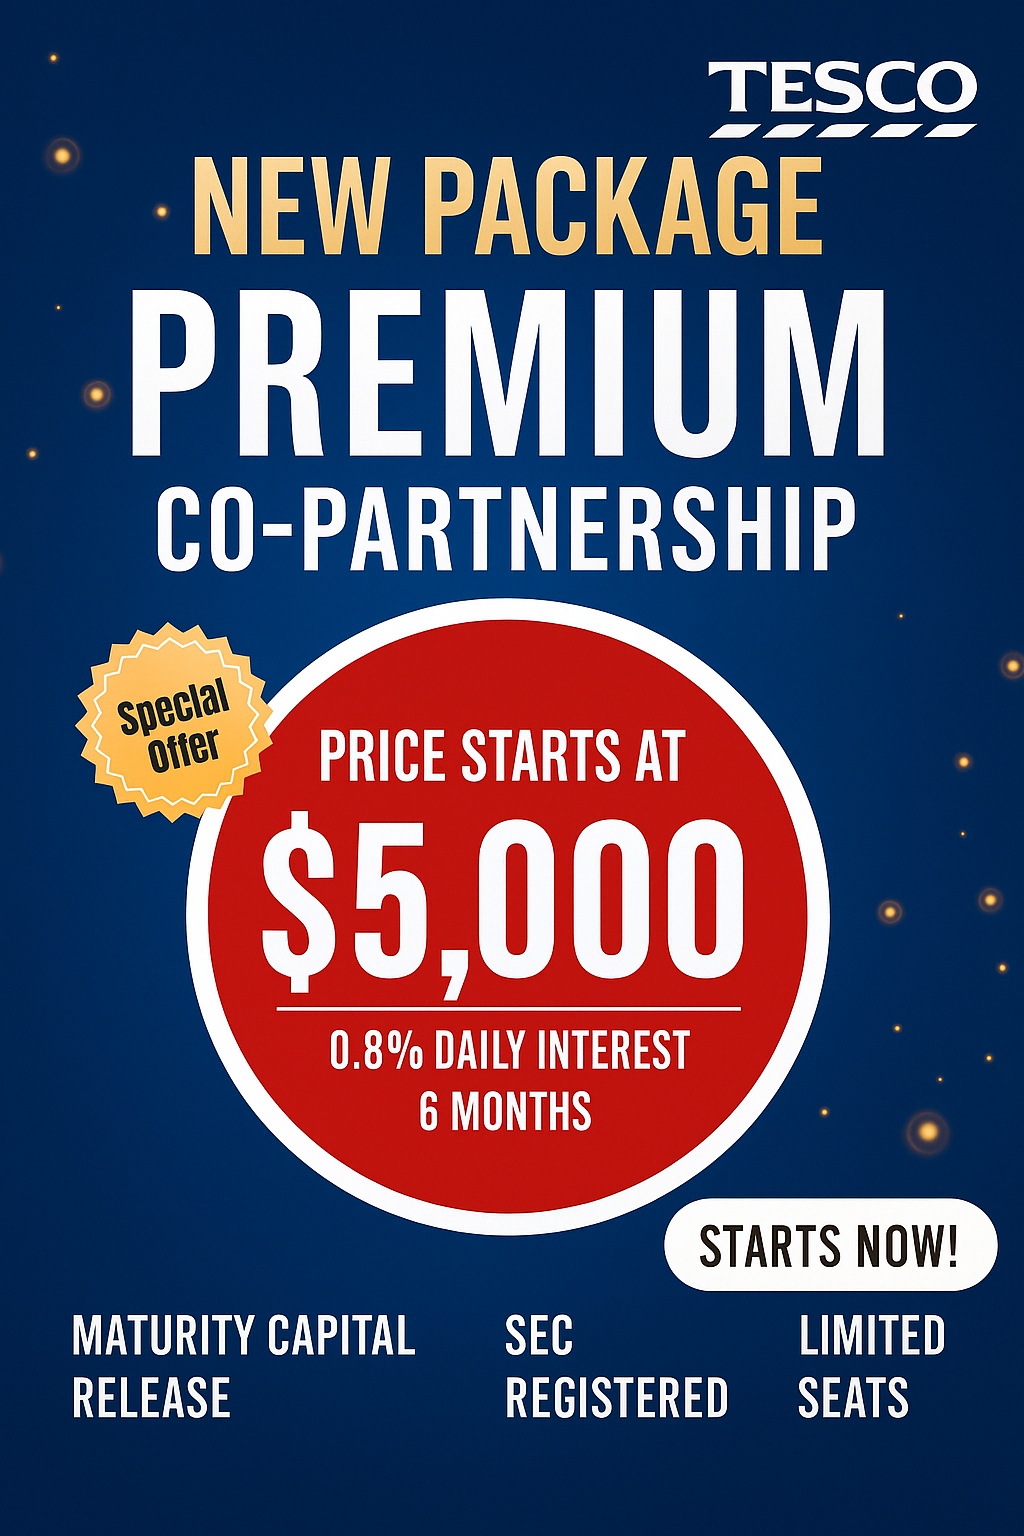 TESCO
NEW PACKAGE
PREMIUM
CO-PARTNERSHIP
Special
Offer
PRICE STARTS AT
$5,000
0.8% DAILY INTEREST
6 MONTHS
STARTS NOW!
MATURITY CAPITAL
RELEASE
SEC
REGISTERED
LIMITED
SEATS